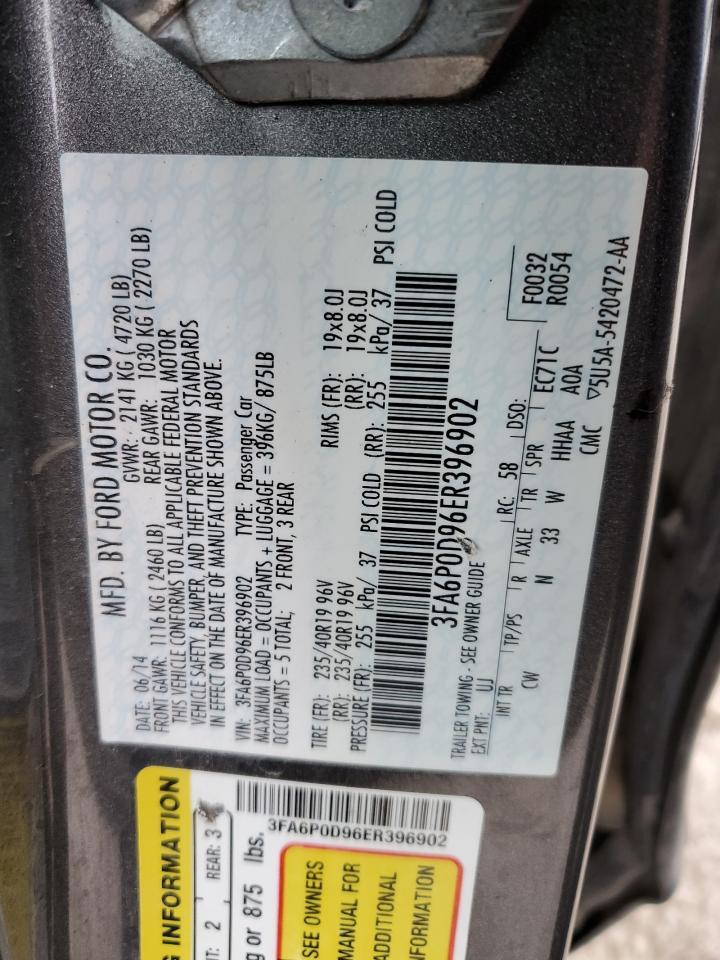 MFD. BY FORD MOTOR CO.
DATE: 06/14 GVWR: 2141 KG ( 4720 LB)
FRONT GAWR: 1116 KG ( 2460 LB) REAR GAWR: 1030 KG ( 2270 LB)
THIS VEHICLE CONFORMS TO ALL APPLICABLE FEDERAL MOTOR
VEHICLE SAFETY, BUMPER, AND THEFT PREVENTION STANDARDS
IN EFFECT ON THE DATE OF MANUFACTURE SHOWN ABOVE.
VIN: 3FA6P0D96ER396902 TYPE: Passenger Car
MAXIMUM LOAD = OCCUPANTS + LUGGAGE = 396KG/ 875LB
OCCUPANTS = 5 TOTAL; 2 FRONT, 3 REAR
TIRE (FR): 235/40R19 96V RIMS (FR): 19x8.0J
(RR): 235/40R19 96V (RR): 19x8.0J
PRESSURE (FR): 255 kPa/ 37 PSI COLD (RR): 255 kPa/ 37 PSI COLD
3FA6P0D96ER396902
TRAILER TOWING - SEE OWNER GUIDE
EXT PNT: UJ RC: 58 DSO: F0032
R0054
INT TR TP/PS R AXLE TR SPR EC71C
CW N 33 W HHAA A0A
CMC ▽5U5A-5420472-AA
G INFORMATION
T: 2 REAR: 3
g or 875 lbs.
3FA6P0D96ER396902
SEE OWNERS
MANUAL FOR
ADDITIONAL
NFORMATION